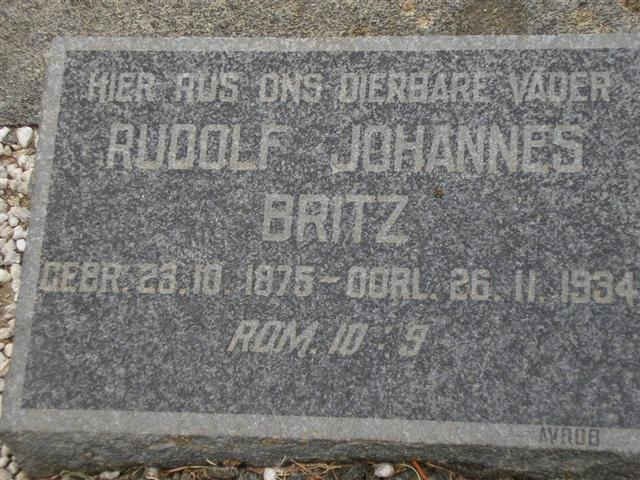 HIER RUS ONS DIERBARE VADER
RUDOLF JOHANNES
BRITZ
GEBR. 23.10. 1875 - OORL. 26.11. 1934
ROM. 10:9
AVBOB